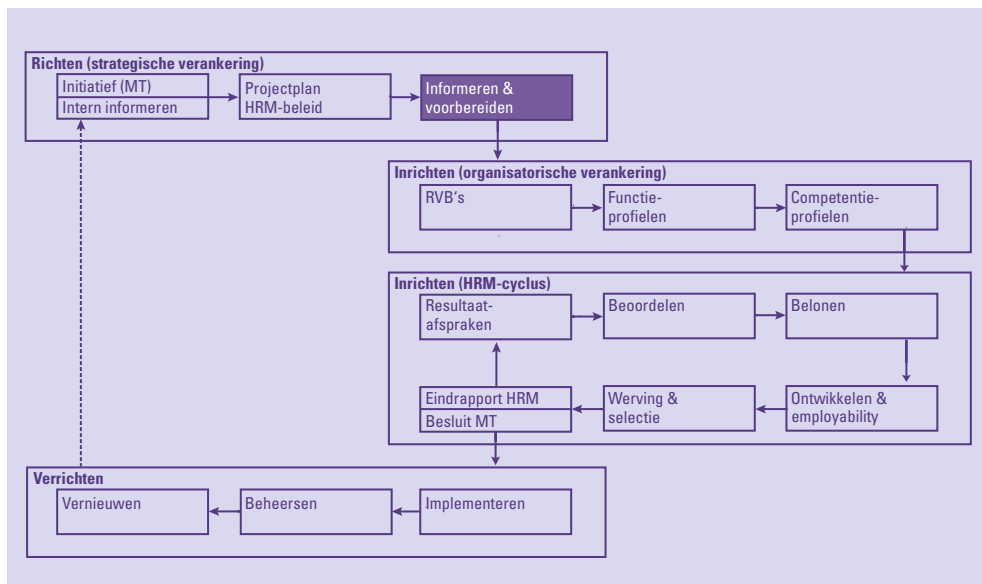 Richten (strategische verankering)
Initiatief (MT)
Intern informeren
Projectplan
HRM-beleid
Informeren &
voorbereiden
Inrichten (organisatorische verankering)
RVB's
Functie-
profielen
Competentie-
profielen
Inrichten (HRM-cyclus)
Resultaat-
afspraken
Beoordelen
Belonen
Eindrapport HRM
Besluit MT
Werving &
selectie
Ontwikkelen &
employability
Verrichten
Vernieuwen
Beheersen
Implementeren